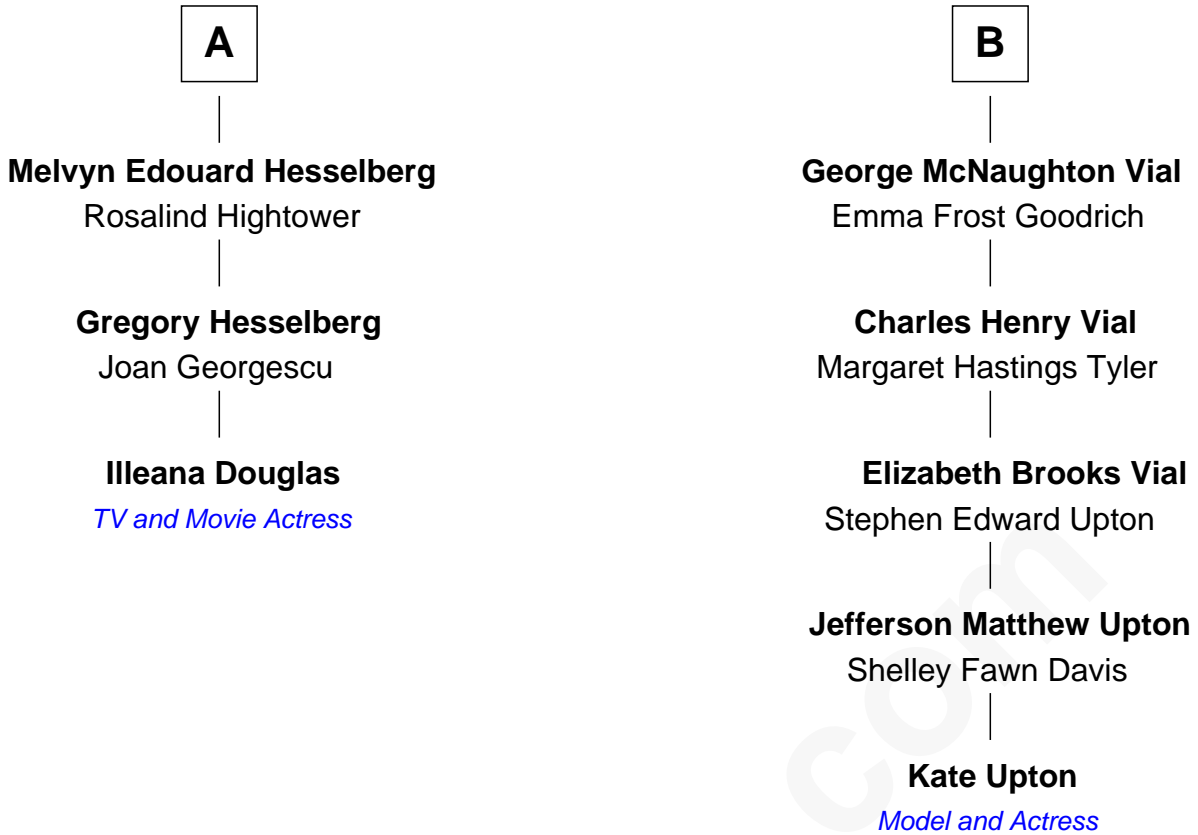 A
Melvyn Edouard Hesselberg
Rosalind Hightower
Gregory Hesselberg
Joan Georgescu
Illeana Douglas
TV and Movie Actress
B
George McNaughton Vial
Emma Frost Goodrich
Charles Henry Vial
Margaret Hastings Tyler
Elizabeth Brooks Vial
Stephen Edward Upton
Jefferson Matthew Upton
Shelley Fawn Davis
Kate Upton
Model and Actress
com